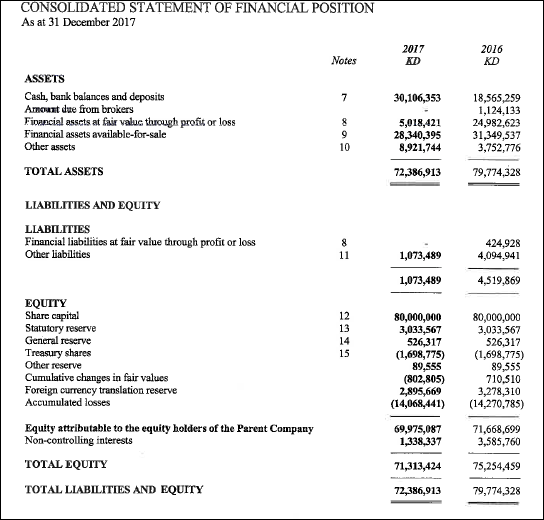 CONSOLIDATED STATEMENT OF FINANCIAL POSITION
As at 31 December 2017
2017 2016
Notes KD KD
ASSETS
Cash, bank balances and deposits 7 30,106,353 18,565,259
Amount due from brokers - 1,124,133
Financial assets at fair value through profit or loss 8 5,018,421 24,982,623
Financial assets available-for-sale 9 28,340,395 31,349,537
Other assets 10 8,921,744 3,752,776
TOTAL ASSETS 72,386,913 79,774,328
LIABILITIES AND EQUITY
LIABILITIES
Financial liabilities at fair value through profit or loss 8 - 424,928
Other liabilities 11 1,073,489 4,094,941
1,073,489 4,519,869
EQUITY
Share capital 12 80,000,000 80,000,000
Statutory reserve 13 3,033,567 3,033,567
General reserve 14 526,317 526,317
Treasury shares 15 (1,698,775) (1,698,775)
Other reserve 89,555 89,555
Cumulative changes in fair values (802,805) 710,510
Foreign currency translation reserve 2,895,669 3,278,310
Accumulated losses (14,068,441) (14,270,785)
Equity attributable to the equity holders of the Parent Company 69,975,087 71,668,699
Non-controlling interests 1,338,337 3,585,760
TOTAL EQUITY 71,313,424 75,254,459
TOTAL LIABILITIES AND EQUITY 72,386,913 79,774,328